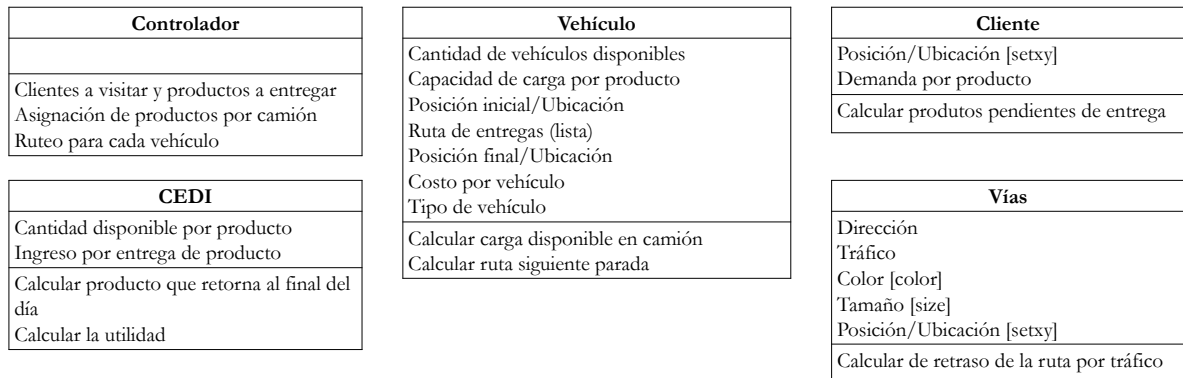 Controlador
Clientes a visitar y productos a entregar
Asignación de productos por camión
Ruteo para cada vehículo
CEDI
Cantidad disponible por producto
Ingreso por entrega de producto
Calcular producto que retorna al final del
día
Calcular la utilidad
Vehículo
Cantidad de vehículos disponibles
Capacidad de carga por producto
Posición inicial/Ubicación
Ruta de entregas (lista)
Posición final/Ubicación
Costo por vehículo
Tipo de vehículo
Calcular carga disponible en camión
Calcular ruta siguiente parada
Cliente
Posición/Ubicación [setxy]
Demanda por producto
Calcular produtos pendientes de entrega
Vías
Dirección
Tráfico
Color [color]
Tamaño [size]
Posición/Ubicación [setxy]
Calcular de retraso de la ruta por tráfico